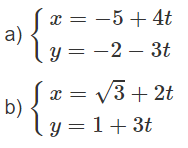 a) { x = −5 + 4t
y = −2 − 3t
b) { x = √3 + 2t
y = 1 + 3t